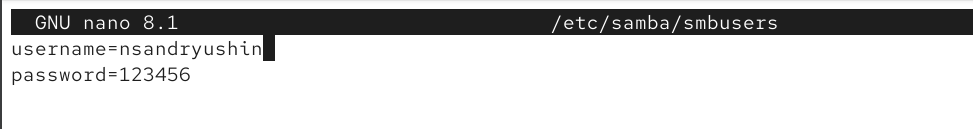 GNU nano 8.1 /etc/samba/smbusers
username=nsandryushin
password=123456